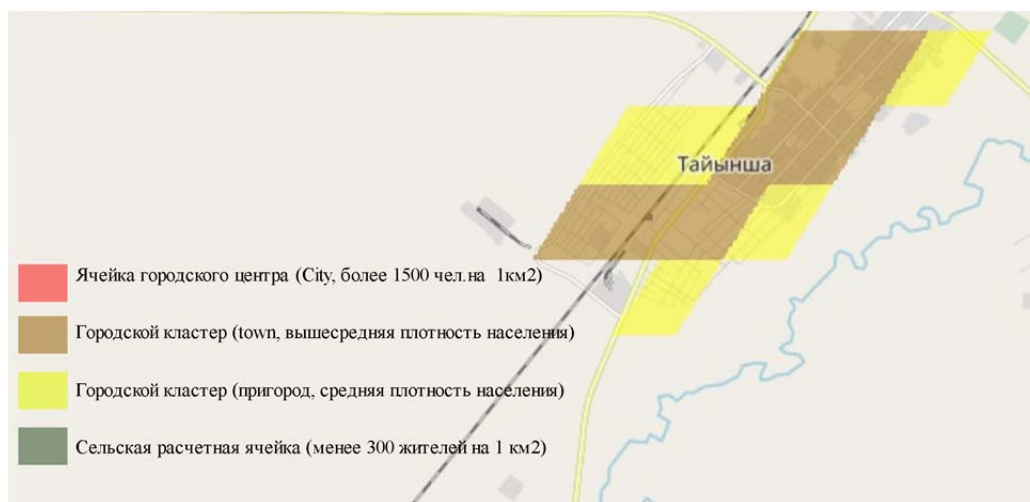 Тайынша
Ячейка городского центра (City, более 1500 чел.на 1км2)
Городской кластер (town, вышесредняя плотность населения)
Городской кластер (пригород, средняя плотность населения)
Сельская расчетная ячейка (менее 300 жителей на 1 км2)